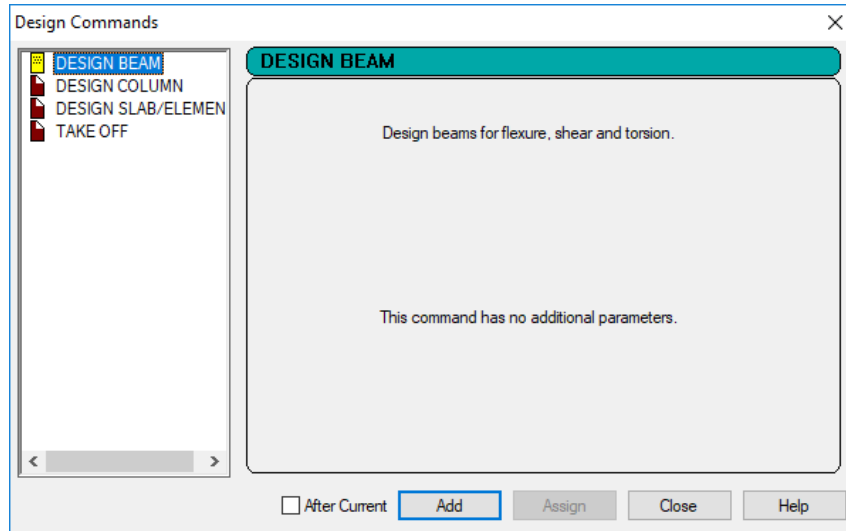 Design Commands
DESIGN BEAM
DESIGN COLUMN
DESIGN SLAB/ELEMEN
TAKE OFF
DESIGN BEAM
Design beams for flexure, shear and torsion.
This command has no additional parameters.
After Current
Add
Assign
Close
Help